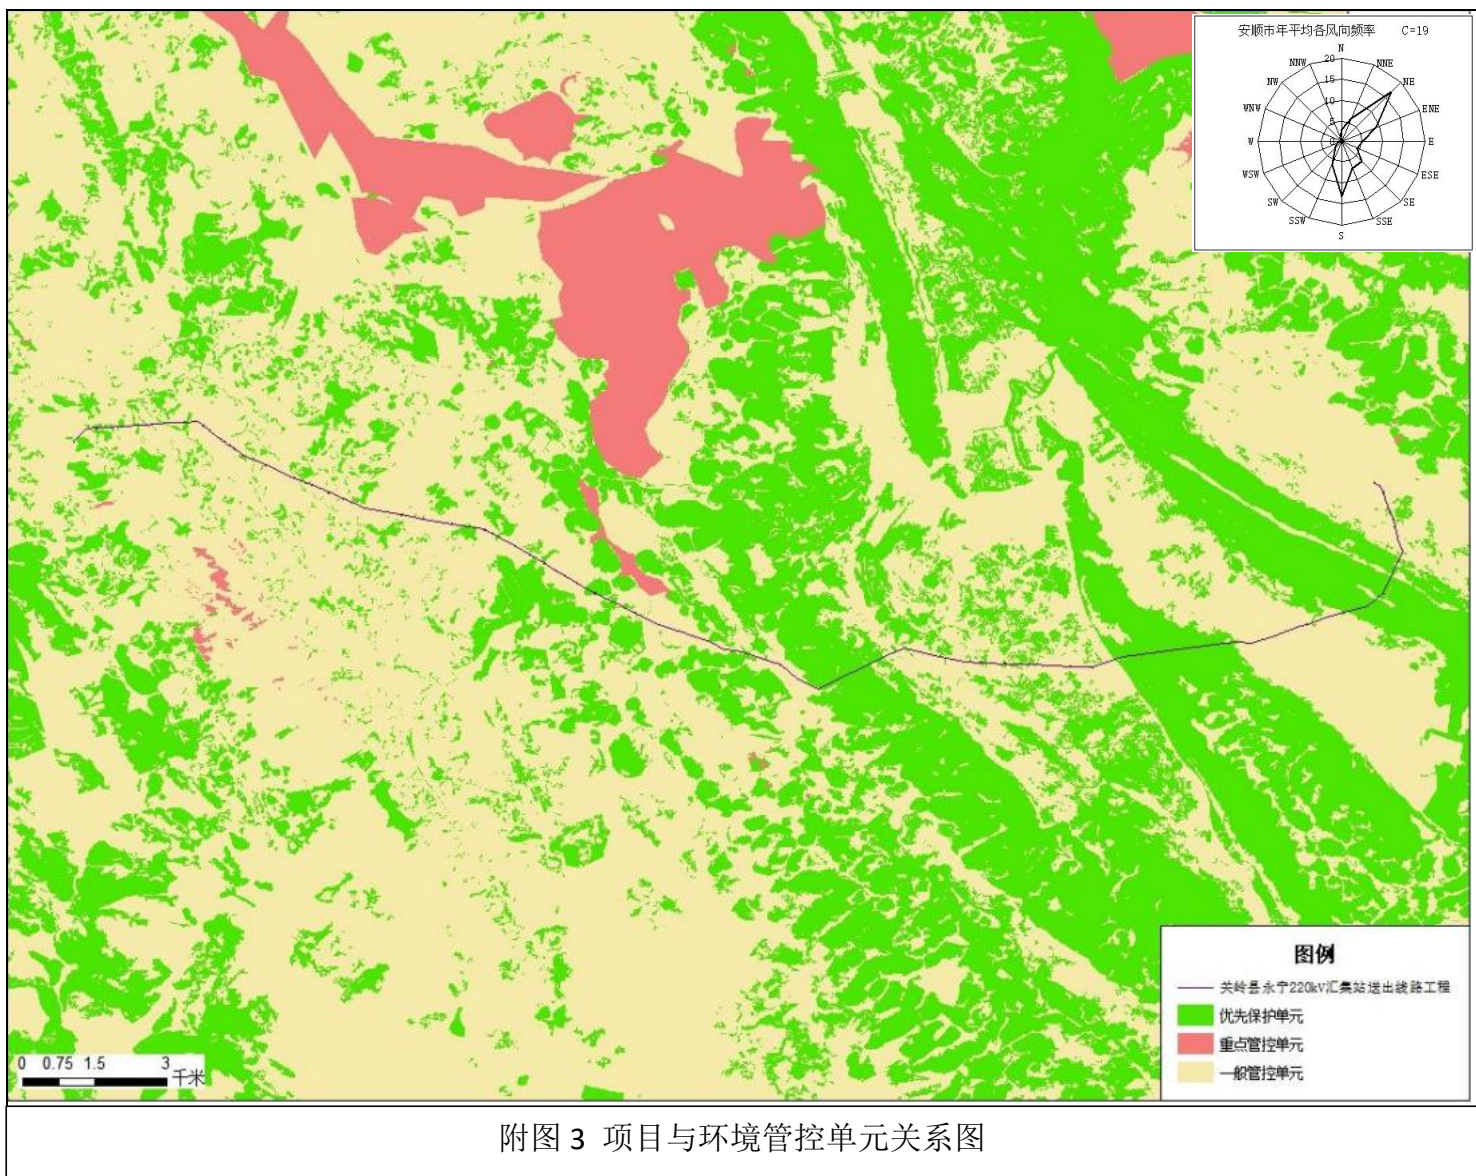 安顺市年平均各风向频率 C=19
N
NNW
NNE
20
15
10
5
0
NW
NE
WNW
ENE
W
E
WSW
ESE
SW
SE
SSW
SSE
S
图例
关岭县永宁220kV汇集站送出线路工程
优先保护单元
重点管控单元
一般管控单元
0 0.75 1.5 3
千米
附图 3 项目与环境管控单元关系图